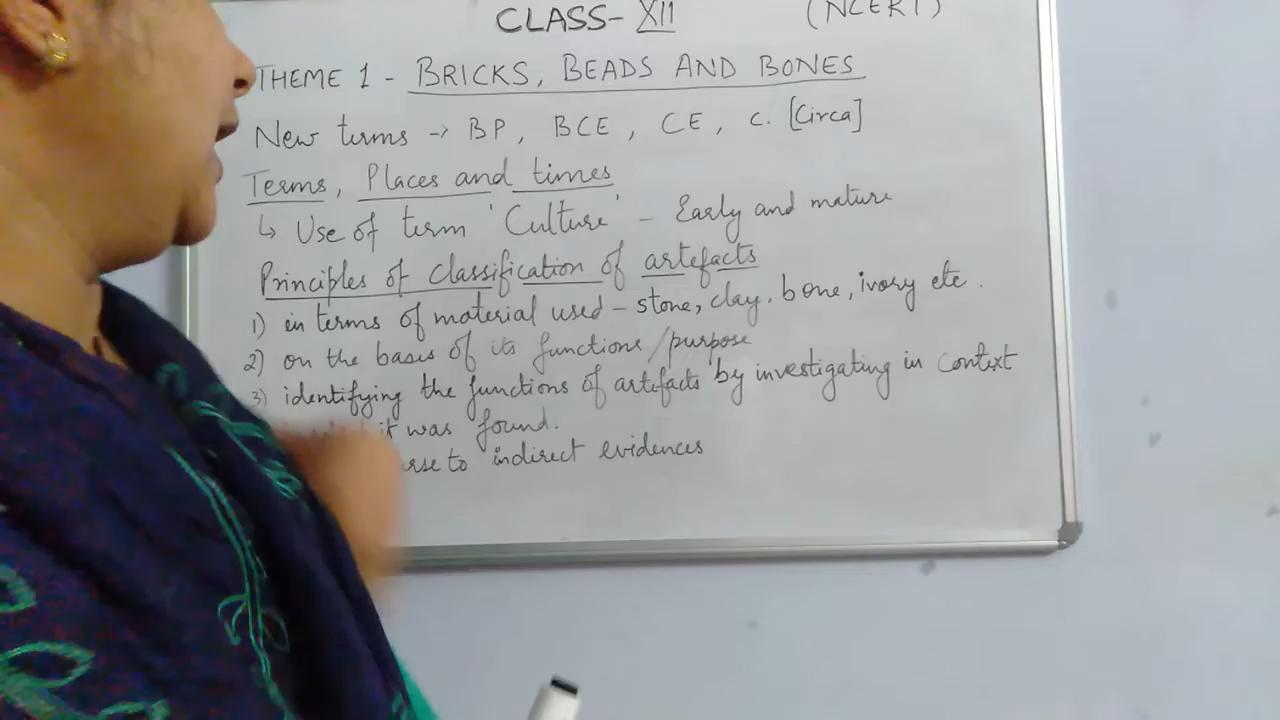 CLASS- XII (NCERT)
THEME 1 - BRICKS, BEADS AND BONES
New terms -> BP, BCE, CE, c. [Circa]
Terms, Places and times
↳ Use of term 'Culture' - Early and mature
Principles of classification of artefacts
1) in terms of material used - stone, clay, bone, ivory etc.
2) on the basis of its functions/purpose
3) identifying the functions of artefacts by investigating in context
it was found.
to indirect evidences